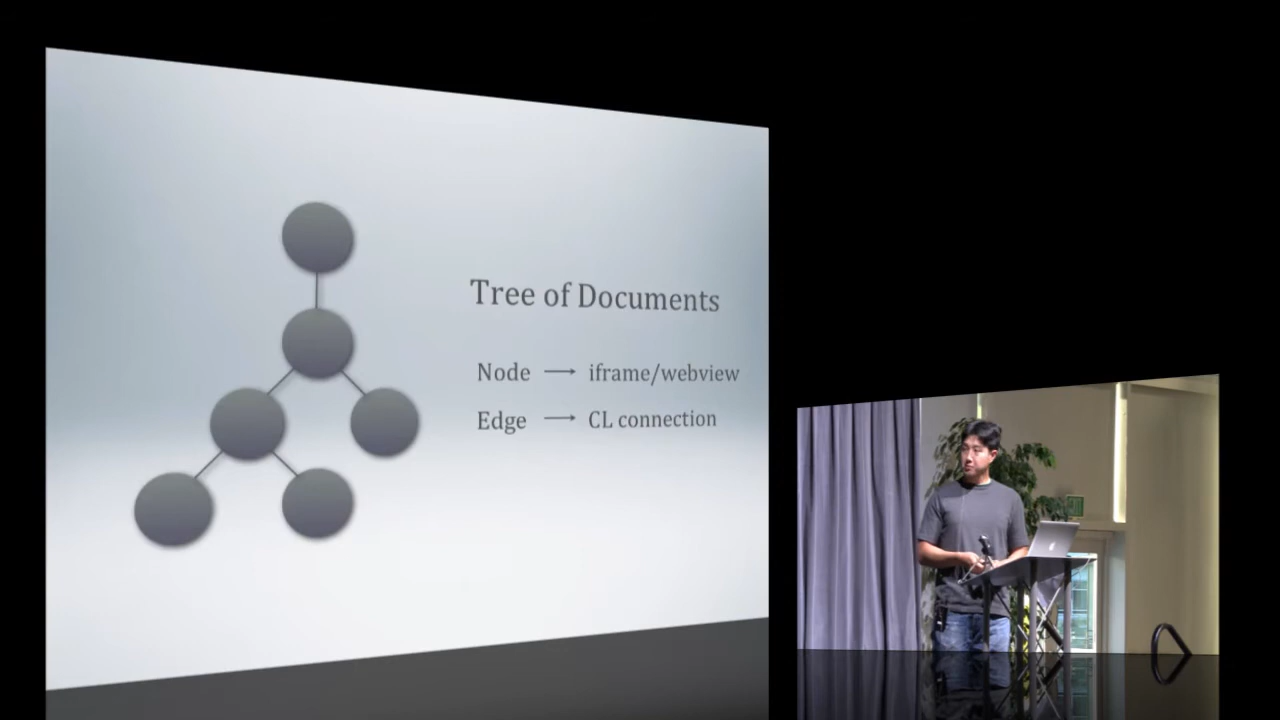 Tree of Documents
Node → iframe/webview
Edge → CL connection